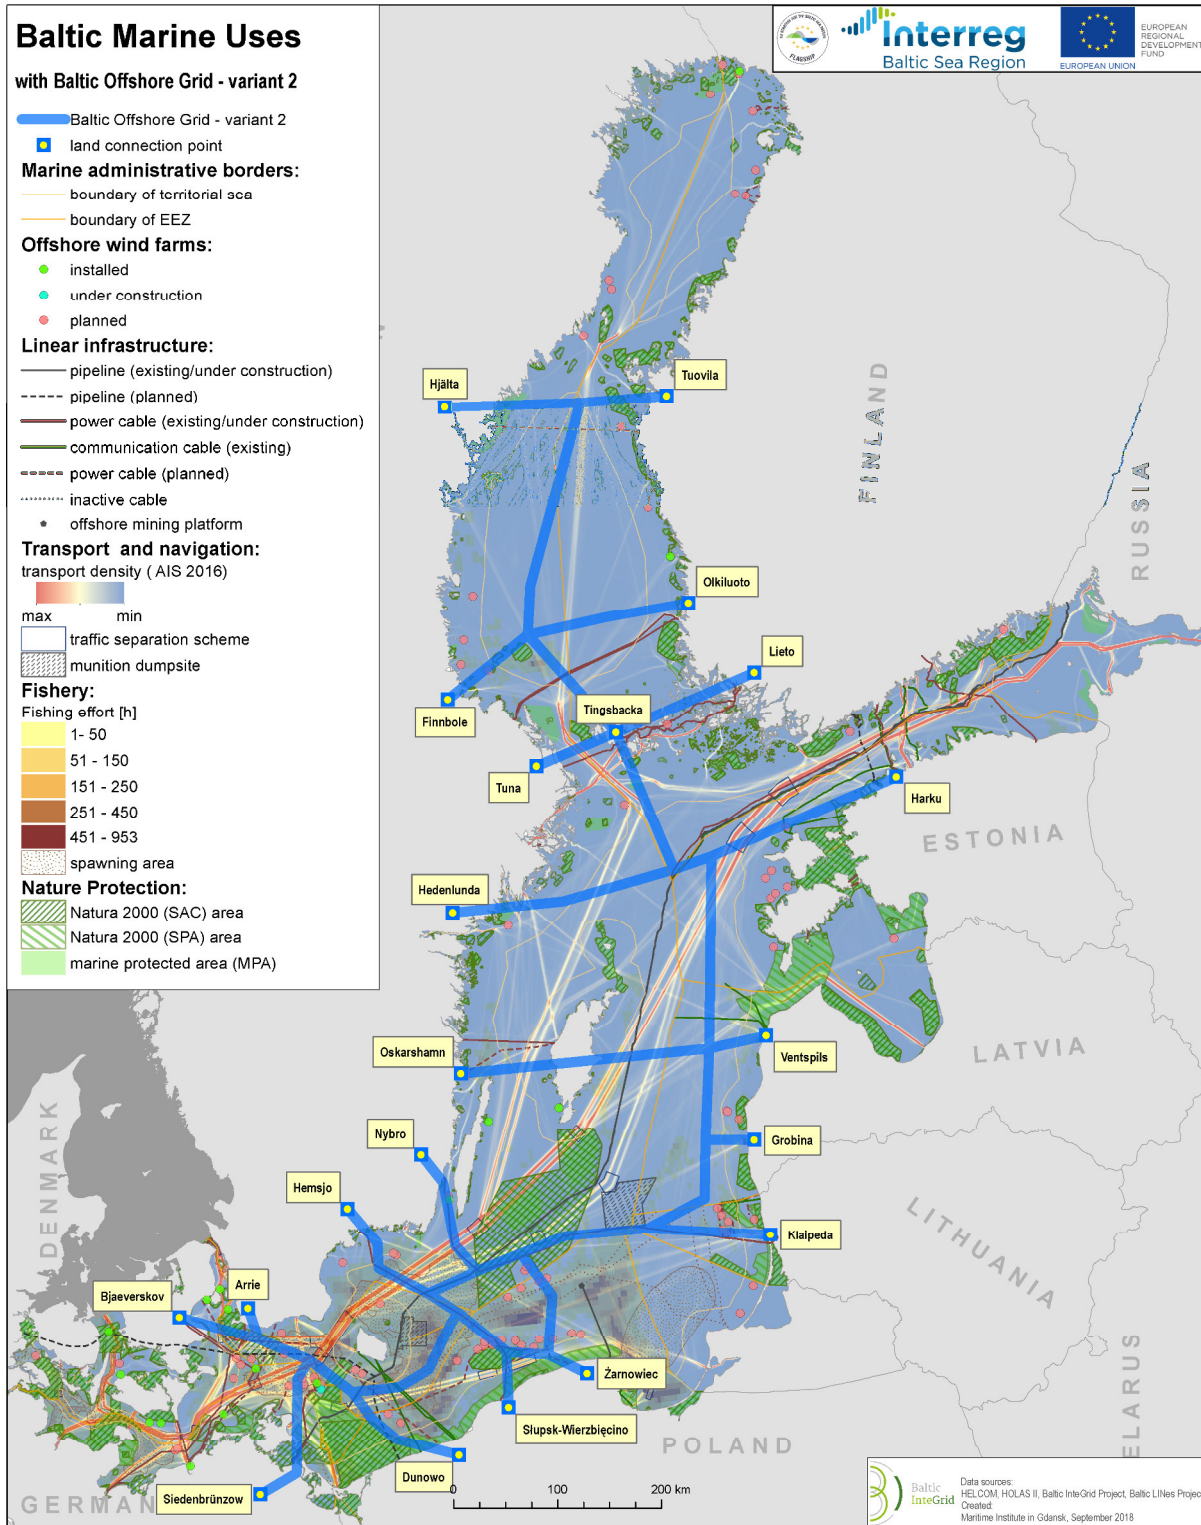 Baltic Marine Uses
with Baltic Offshore Grid - variant 2
Baltic Offshore Grid - variant 2
land connection point
Marine administrative borders:
boundary of territorial sea
boundary of EEZ
Offshore wind farms:
installed
under construction
planned
Linear infrastructure:
pipeline (existing/under construction)
pipeline (planned)
power cable (existing/under construction)
communication cable (existing)
power cable (planned)
inactive cable
offshore mining platform
Transport and navigation:
transport density ( AIS 2016)
max min
traffic separation scheme
munition dumpsite
Fishery:
Fishing effort [h]
1- 50
51 - 150
151 - 250
251 - 450
451 - 953
spawning area
Nature Protection:
Natura 2000 (SAC) area
Natura 2000 (SPA) area
marine protected area (MPA)
FLAGSHIP
Interreg
Baltic Sea Region
EUROPEAN UNION
EUROPEAN
REGIONAL
DEVELOPMENT
FUND
Hjälta
Tuovila
FINLAND
RUSSIA
Olkiluoto
Lieto
Tingsbacka
Finnbole
Tuna
Harku
ESTONIA
Hedenlunda
Oskarshamn
Ventspils
LATVIA
Nybro
Grobina
Hemsjo
Klaipeda
LITHUANIA
DENMARK
Bjaeverskov
Arrie
Żarnowiec
Słupsk-Wierzbięcino
POLAND
ELARUS
Dunowo
Siedenbrünzow
GERMAN
0 100 200 km
Baltic
InteGrid
Data sources:
HELCOM, HOLAS II, Baltic InteGrid Project, Baltic LINes Projec
Created:
Maritime Institute in Gdansk, September 2018